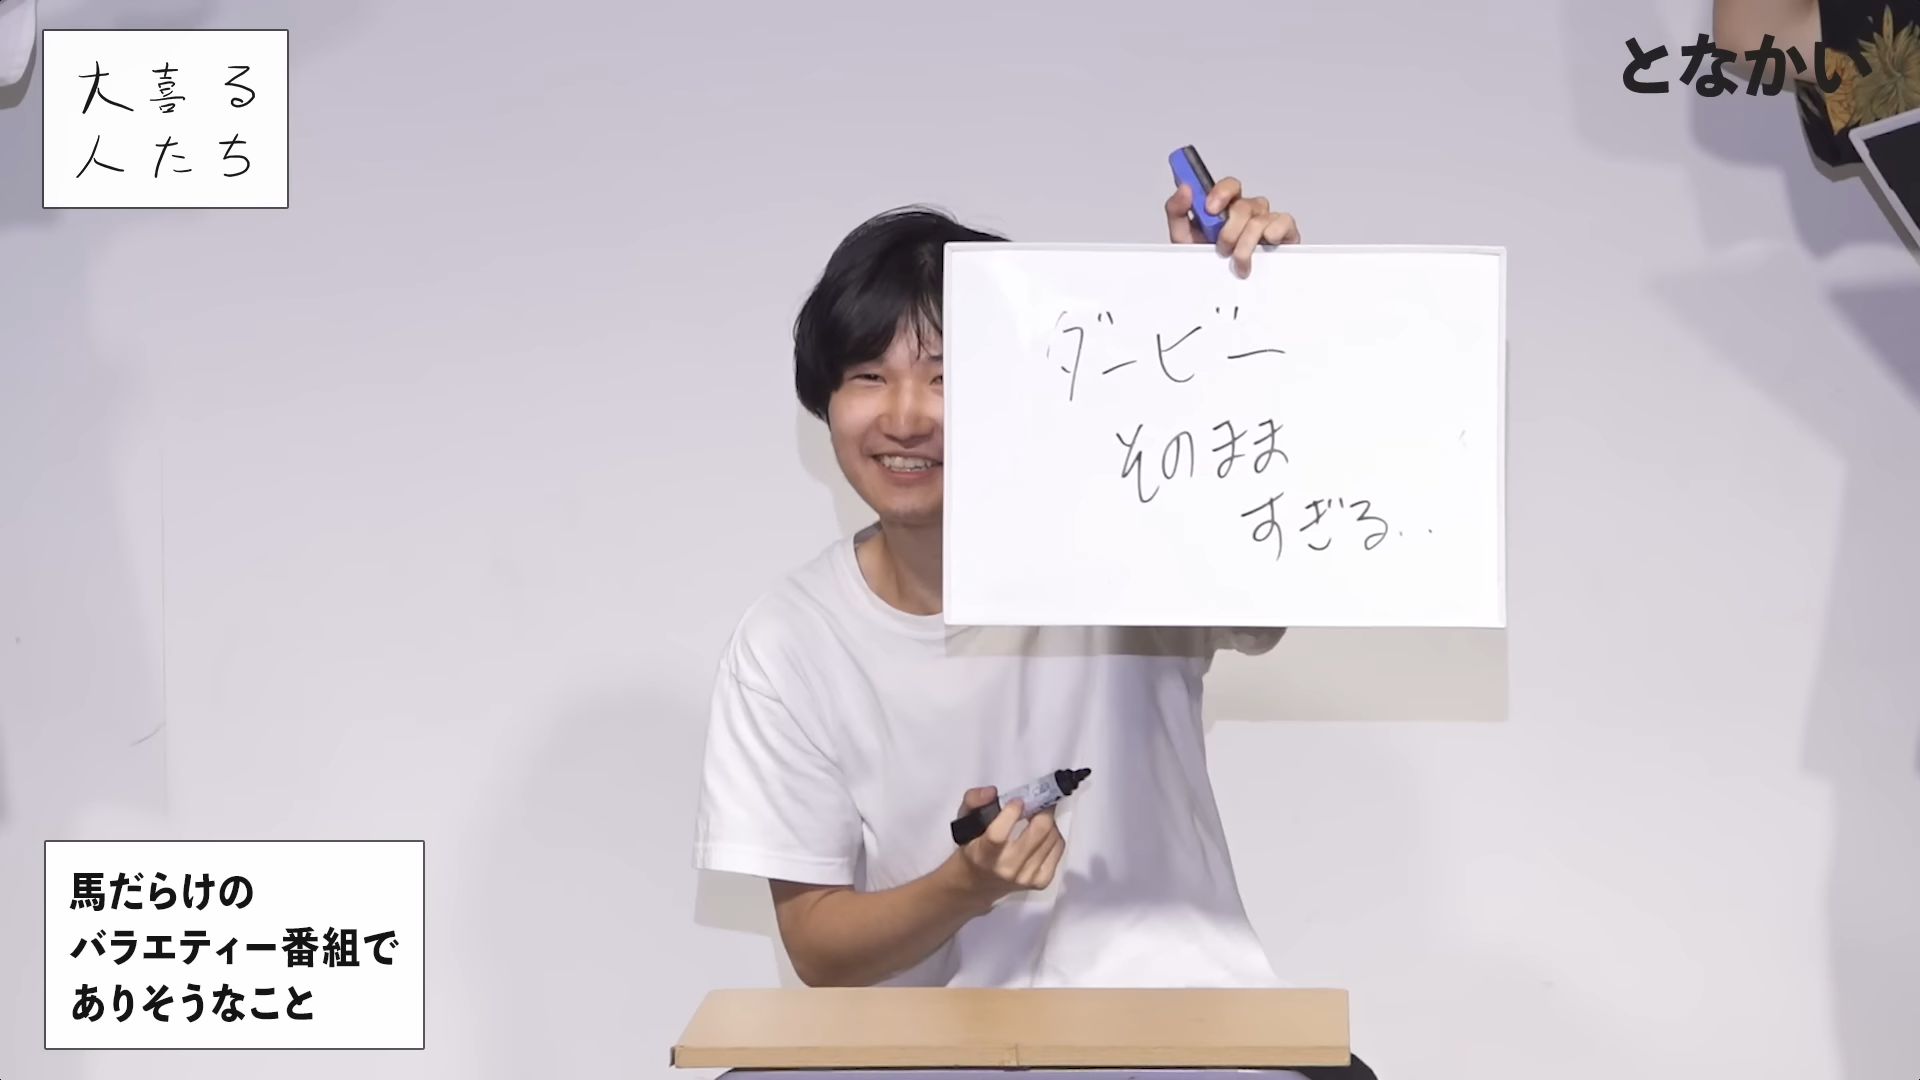 大喜る
人たち
となかい
ダービー
そのまま
すぎる..
馬だらけの
バラエティー番組で
ありそうなこと